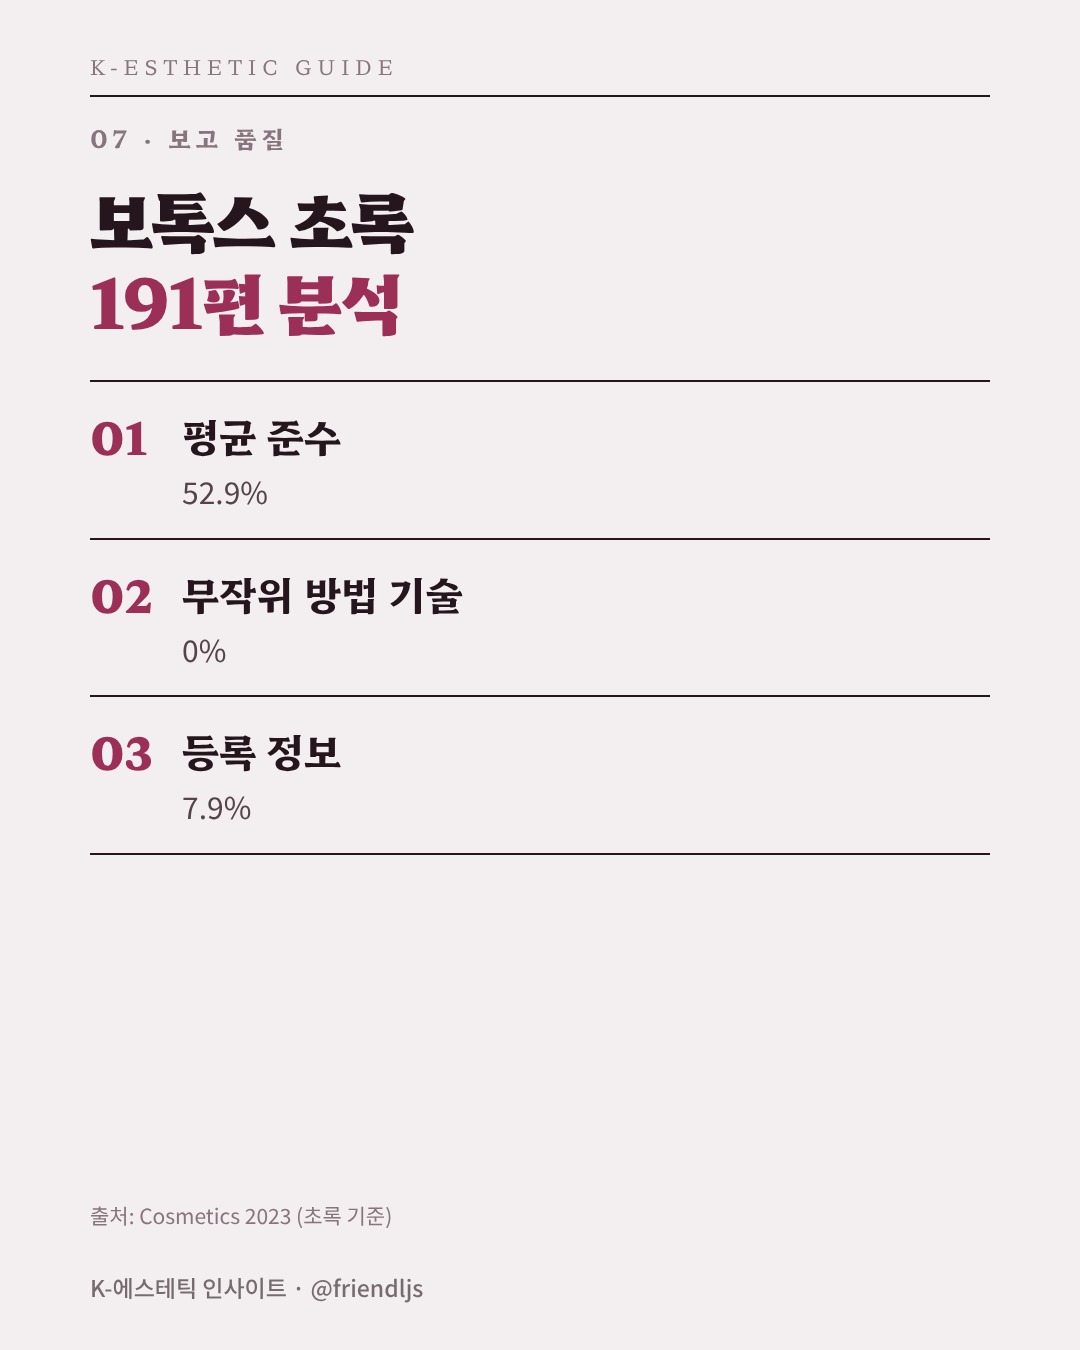 K-ESTHETIC GUIDE
07 · 보고 품질
보톡스 초록
191편 분석
01 평균 준수
52.9%
02 무작위 방법 기술
0%
03 등록 정보
7.9%
출처: Cosmetics 2023 (초록 기준)
K-에스테틱 인사이트 · @friendljs